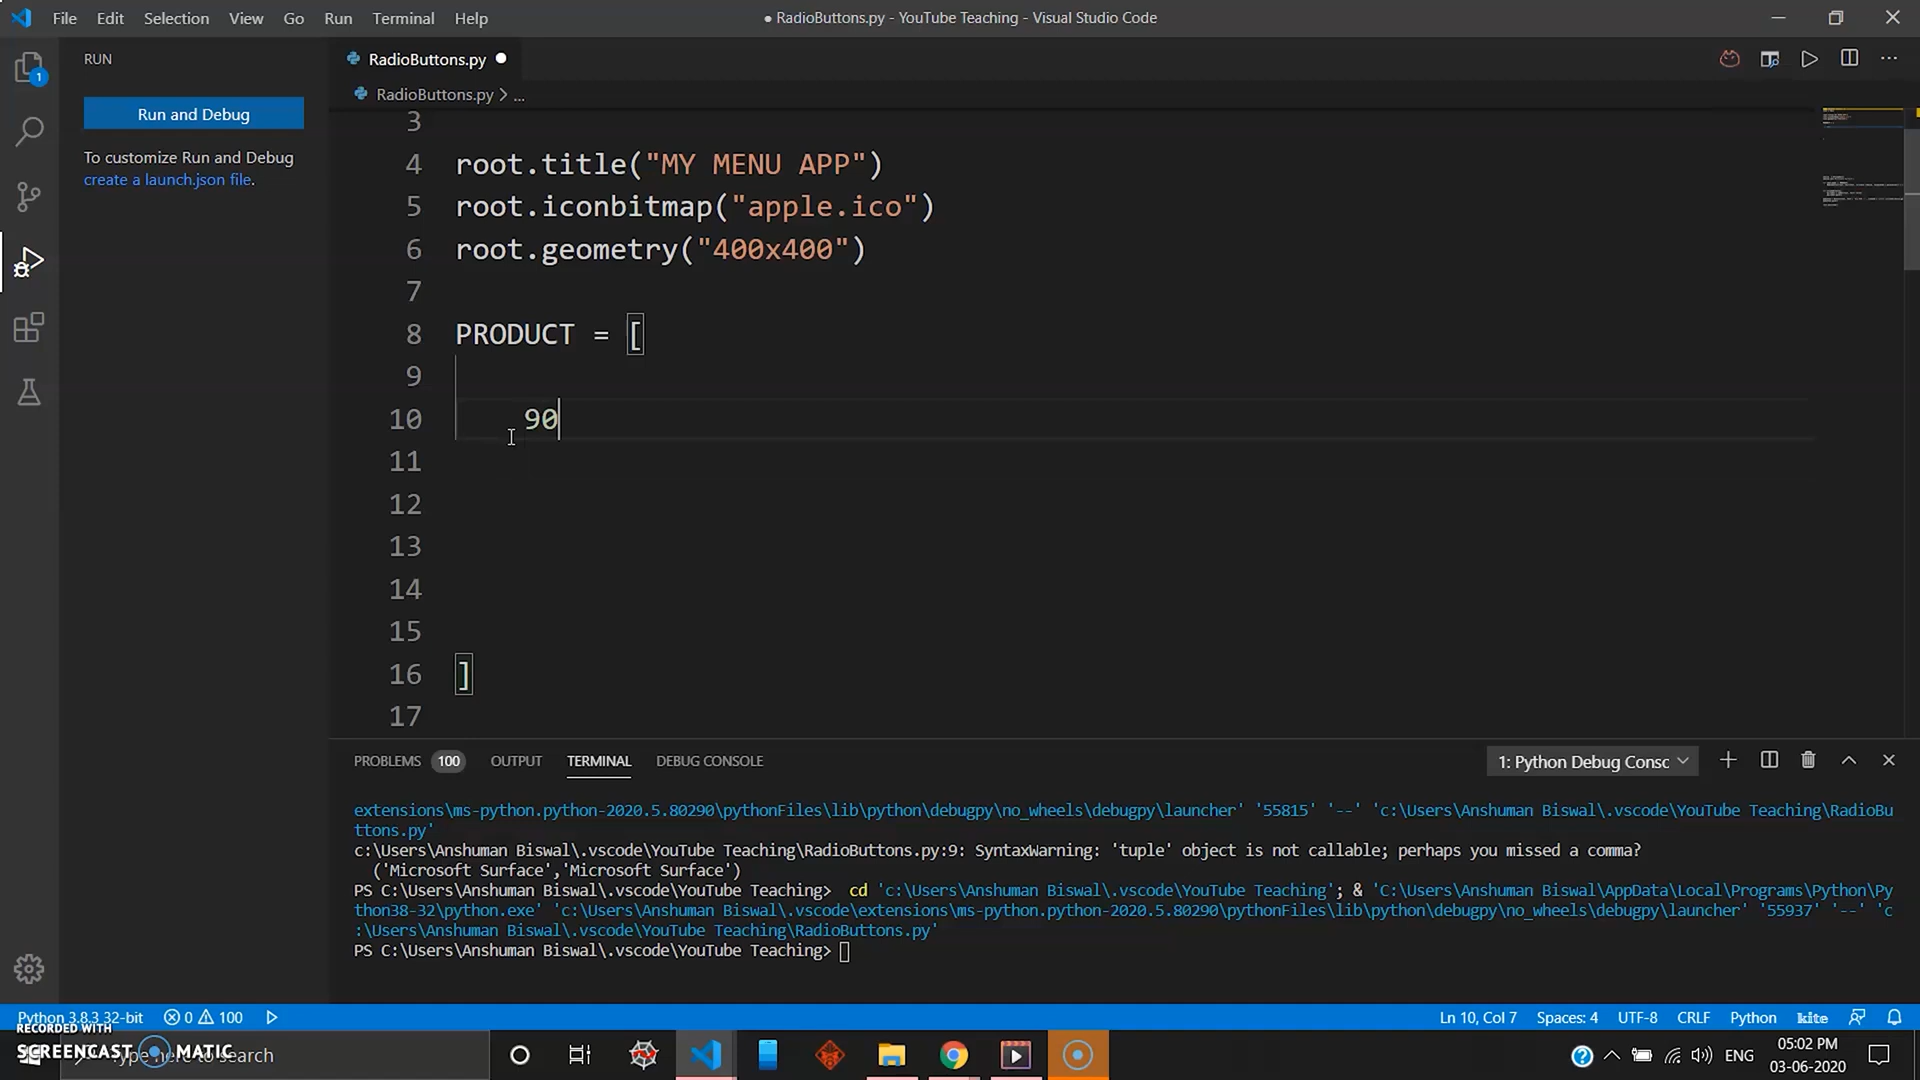 File Edit Selection View Go Run Terminal Help
● RadioButtons.py - YouTube Teaching - Visual Studio Code
RUN
RadioButtons.py
Run and Debug
RadioButtons.py > ...
To customize Run and Debug
create a launch.json file.
1
3
4 root.title("MY MENU APP")
5 root.iconbitmap("apple.ico")
6 root.geometry("400x400")
7
8 PRODUCT = [
9
10 90
11
12
13
14
15
16 ]
17
PROBLEMS 100 OUTPUT TERMINAL DEBUG CONSOLE
1: Python Debug Consc
extensions\ms-python.python-2020.5.80290\pythonFiles\lib\python\debugpy\no_wheels\debugpy\launcher' '55815' '--' 'c:\Users\Anshuman Biswal\.vscode\YouTube Teaching\RadioBu
ttons.py'
c:\Users\Anshuman Biswal\.vscode\YouTube Teaching\RadioButtons.py:9: SyntaxWarning: 'tuple' object is not callable; perhaps you missed a comma?
('Microsoft Surface','Microsoft Surface')
PS C:\Users\Anshuman Biswal\.vscode\YouTube Teaching> cd 'c:\Users\Anshuman Biswal\.vscode\YouTube Teaching'; & 'C:\Users\Anshuman Biswal\AppData\Local\Programs\Python\Py
thon38-32\python.exe' 'c:\Users\Anshuman Biswal\.vscode\extensions\ms-python.python-2020.5.80290\pythonFiles\lib\python\debugpy\no_wheels\debugpy\launcher' '55937' '--' 'c
:\Users\Anshuman Biswal\.vscode\YouTube Teaching\RadioButtons.py'
PS C:\Users\Anshuman Biswal\.vscode\YouTube Teaching>
Python 3.8.3 32-bit 0 100
Ln 10, Col 7 Spaces: 4 UTF-8 CRLF Python kite
RECORDED WITH
SCREENCAST MATIC
Type here to search
ENG
05:02 PM
03-06-2020